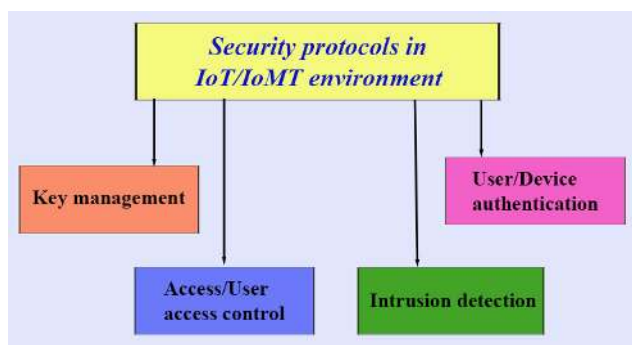 Security protocols in
IoT/IoMT environment
Key management
User/Device
authentication
Access/User
access control
Intrusion detection